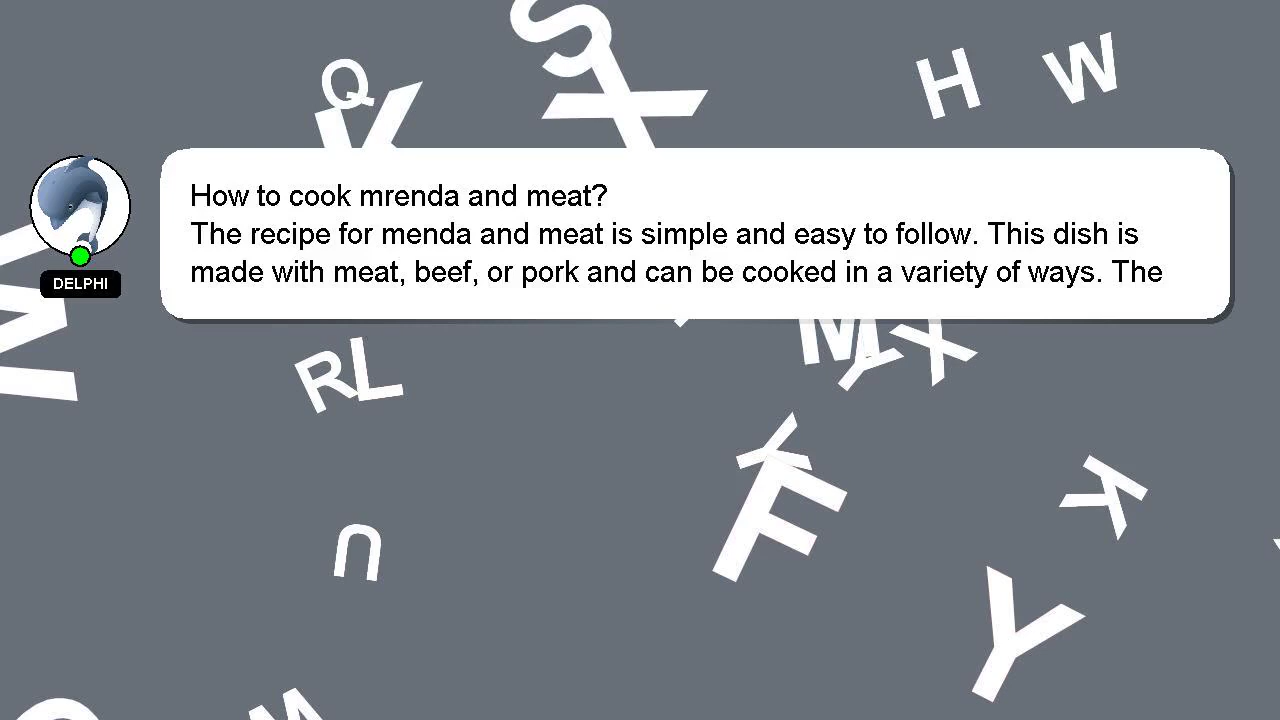 S
Q
K
X
H
W
How to cook mrenda and meat?
The recipe for menda and meat is simple and easy to follow. This dish is
made with meat, beef, or pork and can be cooked in a variety of ways. The
DELPHI
M
Y
X
R
L
Y
F
K
U
Y
M